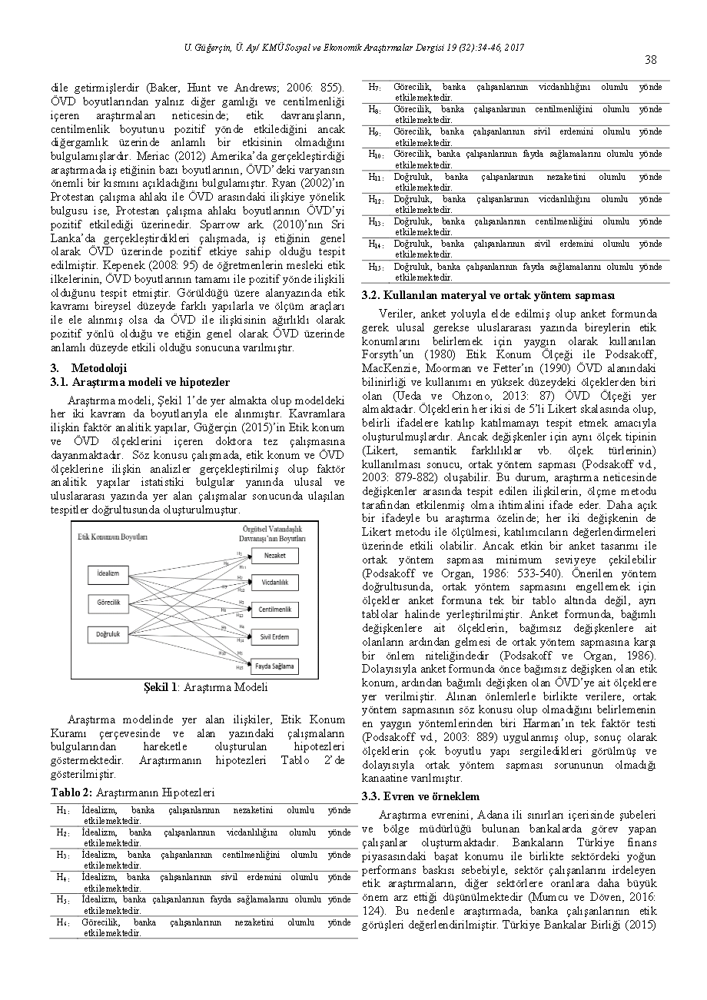 U. Güğerçin, Ü. Ay/ KMÜ Sosyal ve Ekonomik Araştırmalar Dergisi 19 (32):34-46, 2017
38
dile getirmişlerdir (Baker, Hunt ve Andrews; 2006: 855).
ÖVD boyutlarından yalnız diğer gamlığı ve centilmenliği
içeren araştırmaları neticesinde; etik davranışların,
centilmenlik boyutunu pozitif yönde etkilediğini ancak
diğergamlık üzerinde anlamlı bir etkisinin olmadığını
bulgulamışlardır. Meriac (2012) Amerika’da gerçekleştirdiği
araştırmada iş etiğinin bazı boyutlarının, ÖVD’deki varyansın
önemli bir kısmını açıkladığını bulgulamıştır. Ryan (2002)’ın
Protestan çalışma ahlakı ile ÖVD arasındaki ilişkiye yönelik
bulgusu ise, Protestan çalışma ahlakı boyutlarının ÖVD’yi
pozitif etkilediği üzerinedir. Sparrow ark. (2010)’nın Sri
Lanka’da gerçekleştirdikleri çalışmada, iş etiğinin genel
olarak ÖVD üzerinde pozitif etkiye sahip olduğu tespit
edilmiştir. Kepenek (2008: 95) de öğretmenlerin mesleki etik
ilkelerinin, ÖVD boyutlarının tamamı ile pozitif yönde ilişkili
olduğunu tespit etmiştir. Görüldüğü üzere alanyazında etik
kavramı bireysel düzeyde farklı yapılarla ve ölçüm araçları
ile ele alınmış olsa da ÖVD ile ilişkisinin ağırlıklı olarak
pozitif yönlü olduğu ve etiğin genel olarak ÖVD üzerinde
anlamlı düzeyde etkili olduğu sonucuna varılmıştır.
3. Metodoloji
3.1. Araştırma modeli ve hipotezler
Araştırma modeli, Şekil 1’de yer almakta olup modeldeki
her iki kavram da boyutlarıyla ele alınmıştır. Kavramlara
ilişkin faktör analitik yapılar, Güğerçin (2015)’in Etik konum
ve ÖVD ölçeklerini içeren doktora tez çalışmasına
dayanmaktadır. Söz konusu çalışmada, etik konum ve ÖVD
ölçeklerine ilişkin analizler gerçekleştirilmiş olup faktör
analitik yapılar istatistiki bulgular yanında ulusal ve
uluslararası yazında yer alan çalışmalar sonucunda ulaşılan
tespitler doğrultusunda oluşturulmuştur.
Etik Konumun Boyutları
Örgütsel Vatandaşlık
Davranışı’nın Boyutları
İdealizm
Görecilik
Doğruluk
Nezaket
Vicdanlılık
Centilmenlik
Sivil Erdem
Fayda Sağlama
H1
H6
H11
H2
H7
H12
H3
H8
H13
H3
H4
H14
H10
H5
H15
Şekil 1: Araştırma Modeli
Araştırma modelinde yer alan ilişkiler, Etik Konum
Kuramı çerçevesinde ve alan yazındaki çalışmaların
bulgularından hareketle oluşturulan hipotezleri
göstermektedir. Araştırmanın hipotezleri Tablo 2’de
gösterilmiştir.
Tablo 2: Araştırmanın Hipotezleri
H1: İdealizm, banka çalışanlarının nezaketini olumlu yönde
etkilemektedir.
H2: İdealizm, banka çalışanlarının vicdanlılığını olumlu yönde
etkilemektedir.
H3: İdealizm, banka çalışanlarının centilmenliğini olumlu yönde
etkilemektedir.
H4: İdealizm, banka çalışanlarının sivil erdemini olumlu yönde
etkilemektedir.
H5: İdealizm, banka çalışanlarının fayda sağlamalarını olumlu yönde
etkilemektedir.
H6: Görecilik, banka çalışanlarının nezaketini olumlu yönde
etkilemektedir.
H7: Görecilik, banka çalışanlarının vicdanlılığını olumlu yönde
etkilemektedir.
H8: Görecilik, banka çalışanlarının centilmenliğini olumlu yönde
etkilemektedir.
H9: Görecilik, banka çalışanlarının sivil erdemini olumlu yönde
etkilemektedir.
H10: Görecilik, banka çalışanlarının fayda sağlamalarını olumlu yönde
etkilemektedir.
H11: Doğruluk, banka çalışanlarının nezaketini olumlu yönde
etkilemektedir.
H12: Doğruluk, banka çalışanlarının vicdanlılığını olumlu yönde
etkilemektedir.
H13: Doğruluk, banka çalışanlarının centilmenliğini olumlu yönde
etkilemektedir.
H14: Doğruluk, banka çalışanlarının sivil erdemini olumlu yönde
etkilemektedir.
H15: Doğruluk, banka çalışanlarının fayda sağlamalarını olumlu yönde
etkilemektedir.
3.2. Kullanılan materyal ve ortak yöntem sapması
Veriler, anket yoluyla elde edilmiş olup anket formunda
gerek ulusal gerekse uluslararası yazında bireylerin etik
konumlarını belirlemek için yaygın olarak kullanılan
Forsyth’un (1980) Etik Konum Ölçeği ile Podsakoff,
MacKenzie, Moorman ve Fetter’ın (1990) ÖVD alanındaki
bilinirliği ve kullanımı en yüksek düzeydeki ölçeklerden biri
olan (Ueda ve Ohzono, 2013: 87) ÖVD Ölçeği yer
almaktadır. Ölçeklerin her ikisi de 5’li Likert skalasında olup,
belirli ifadelere katılıp katılmamayı tespit etmek amacıyla
oluşturulmuşlardır. Ancak değişkenler için aynı ölçek tipinin
(Likert, semantik farklılıklar vb. ölçek türlerinin)
kullanılması sonucu, ortak yöntem sapması (Podsakoff vd.,
2003: 879-882) oluşabilir. Bu durum, araştırma neticesinde
değişkenler arasında tespit edilen ilişkilerin, ölçme metodu
tarafından etkilenmiş olma ihtimalini ifade eder. Daha açık
bir ifadeyle bu araştırma özelinde; her iki değişkenin de
Likert metodu ile ölçülmesi, katılımcıların değerlendirmeleri
üzerinde etkili olabilir. Ancak etkin bir anket tasarımı ile
ortak yöntem sapması minimum seviyeye çekilebilir
(Podsakoff ve Organ, 1986: 533-540). Önerilen yöntem
doğrultusunda, ortak yöntem sapmasını engellemek için
ölçekler anket formuna tek bir tablo altında değil, ayrı
tablolar halinde yerleştirilmiştir. Anket formunda, bağımlı
değişkenlere ait ölçeklerin, bağımsız değişkenlere ait
olanların ardından gelmesi de ortak yöntem sapmasına karşı
bir önlem niteliğindedir (Podsakoff ve Organ, 1986).
Dolayısıyla anket formunda önce bağımsız değişken olan etik
konum, ardından bağımlı değişken olan ÖVD’ye ait ölçeklere
yer verilmiştir. Alınan önlemlerle birlikte verilere, ortak
yöntem sapmasının söz konusu olup olmadığını belirlemenin
en yaygın yöntemlerinden biri Harman’ın tek faktör testi
(Podsakoff vd., 2003: 889) uygulanmış olup, sonuç olarak
ölçeklerin çok boyutlu yapı sergiledikleri görülmüş ve
dolayısıyla ortak yöntem sapması sorununun olmadığı
kanaatine varılmıştır.
3.3. Evren ve örneklem
Araştırma evrenini, Adana ili sınırları içerisinde şubeleri
ve bölge müdürlüğü bulunan bankalarda görev yapan
çalışanlar oluşturmaktadır. Bankaların Türkiye finans
piyasasındaki başat konumu ile birlikte sektördeki yoğun
performans baskısı sebebiyle, sektör çalışanlarını irdeleyen
etik araştırmaların, diğer sektörlere oranlara daha büyük
önem arz ettiği düşünülmektedir (Mumcu ve Döven, 2016:
124). Bu nedenle araştırmada, banka çalışanlarının etik
görüşleri değerlendirilmiştir. Türkiye Bankalar Birliği (2015)